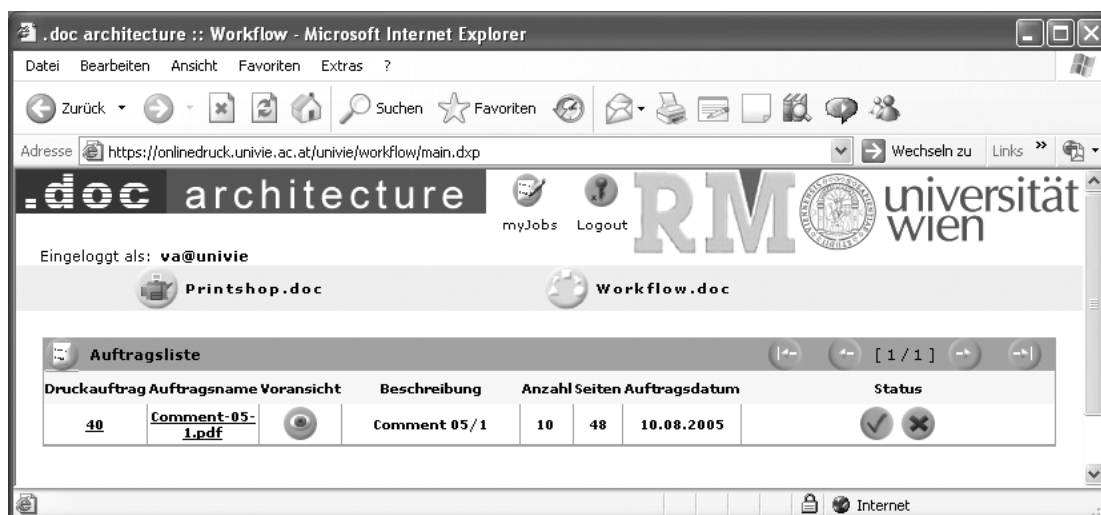 .doc architecture :: Workflow - Microsoft Internet Explorer
Datei Bearbeiten Ansicht Favoriten Extras ?
Zurück Suchen Favoriten
Adresse https://onlinedruck.univie.ac.at/univie/workflow/main.dxp Wechseln zu Links »
.doc architecture myJobs Logout RM universität wien
Eingeloggt als: va@univie
Printshop.doc Workflow.doc
Auftragsliste [1/1]
Druckauftrag Auftragsname Voransicht Beschreibung Anzahl Seiten Auftragsdatum Status
40 Comment-05-1.pdf Comment 05/1 10 48 10.08.2005
Internet